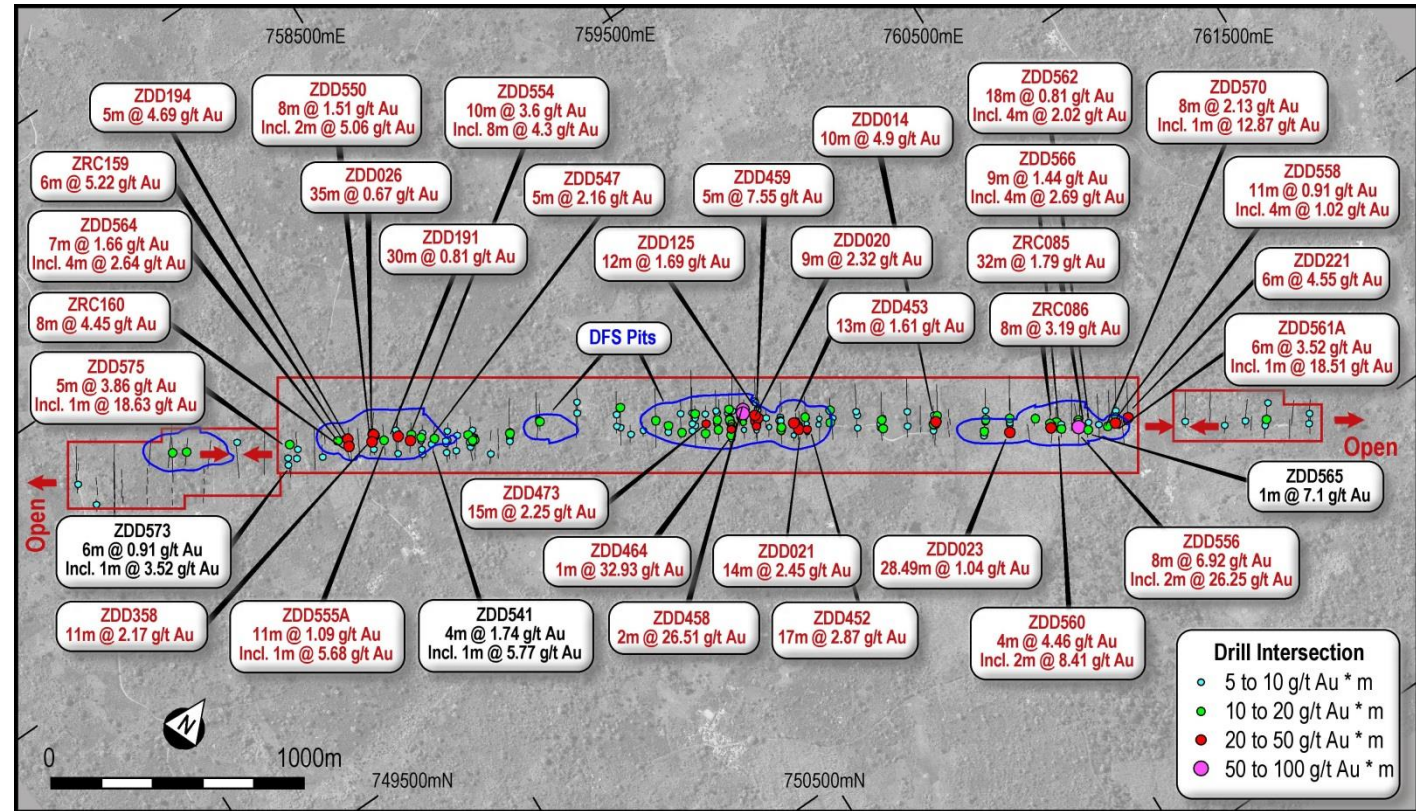 758500mE
759500mE
760500mE
761500mE
ZDD194
5m @ 4.69 g/t Au
ZDD550
8m @ 1.51 g/t Au
Incl. 2m @ 5.06 g/t Au
ZDD554
10m @ 3.6 g/t Au
Incl. 8m @ 4.3 g/t Au
ZDD014
10m @ 4.9 g/t Au
ZDD562
18m @ 0.81 g/t Au
Incl. 4m @ 2.02 g/t Au
ZDD570
8m @ 2.13 g/t Au
Incl. 1m @ 12.87 g/t Au
ZRC159
6m @ 5.22 g/t Au
ZDD026
35m @ 0.67 g/t Au
ZDD547
5m @ 2.16 g/t Au
ZDD459
5m @ 7.55 g/t Au
ZDD566
9m @ 1.44 g/t Au
Incl. 4m @ 2.69 g/t Au
ZDD558
11m @ 0.91 g/t Au
Incl. 4m @ 1.02 g/t Au
ZDD564
7m @ 1.66 g/t Au
Incl. 4m @ 2.64 g/t Au
ZDD191
30m @ 0.81 g/t Au
ZDD125
12m @ 1.69 g/t Au
ZDD020
9m @ 2.32 g/t Au
ZRC085
32m @ 1.79 g/t Au
ZDD221
6m @ 4.55 g/t Au
ZRC160
8m @ 4.45 g/t Au
DFS Pits
ZDD453
13m @ 1.61 g/t Au
ZRC086
8m @ 3.19 g/t Au
ZDD561A
6m @ 3.52 g/t Au
Incl. 1m @ 18.51 g/t Au
ZDD575
5m @ 3.86 g/t Au
Incl. 1m @ 18.63 g/t Au
Open
Open
ZDD573
6m @ 0.91 g/t Au
Incl. 1m @ 3.52 g/t Au
ZDD473
15m @ 2.25 g/t Au
ZDD565
1m @ 7.1 g/t Au
ZDD464
1m @ 32.93 g/t Au
ZDD021
14m @ 2.45 g/t Au
ZDD023
28.49m @ 1.04 g/t Au
ZDD556
8m @ 6.92 g/t Au
Incl. 2m @ 26.25 g/t Au
ZDD358
11m @ 2.17 g/t Au
ZDD555A
11m @ 1.09 g/t Au
Incl. 1m @ 5.68 g/t Au
ZDD541
4m @ 1.74 g/t Au
Incl. 1m @ 5.77 g/t Au
ZDD458
2m @ 26.51 g/t Au
ZDD452
17m @ 2.87 g/t Au
ZDD560
4m @ 4.46 g/t Au
Incl. 2m @ 8.41 g/t Au
Drill Intersection
5 to 10 g/t Au * m
10 to 20 g/t Au * m
20 to 50 g/t Au * m
50 to 100 g/t Au * m
N
0
1000m
749500mN
750500mN